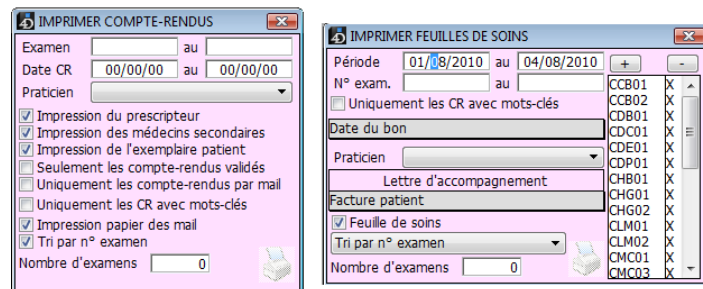 IMPRIMER COMPTE-RENDUS
Examen au
Date CR 00/00/00 au 00/00/00
Praticien
Impression du prescripteur
Impression des médecins secondaires
Impression de l'exemplaire patient
Seulement les compte-rendus validés
Uniquement les compte-rendus par mail
Uniquement les CR avec mots-clés
Impression papier des mail
Tri par n° examen
Nombre d'examens 0
IMPRIMER FEUILLES DE SOINS
Période 01/08/2010 au 04/08/2010 + -
N° exam. au
Uniquement les CR avec mots-clés
Date du bon
Praticien
Lettre d'accompagnement
Facture patient
Feuille de soins
Tri par n° examen
Nombre d'examens 0
CCB01 X
CCB02 X
CDB01 X
CDC01 X
CDE01 X
CDP01 X
CHB01 X
CHG01 X
CHG02 X
CLM01 X
CLM02 X
CMC01 X
CMC03 X